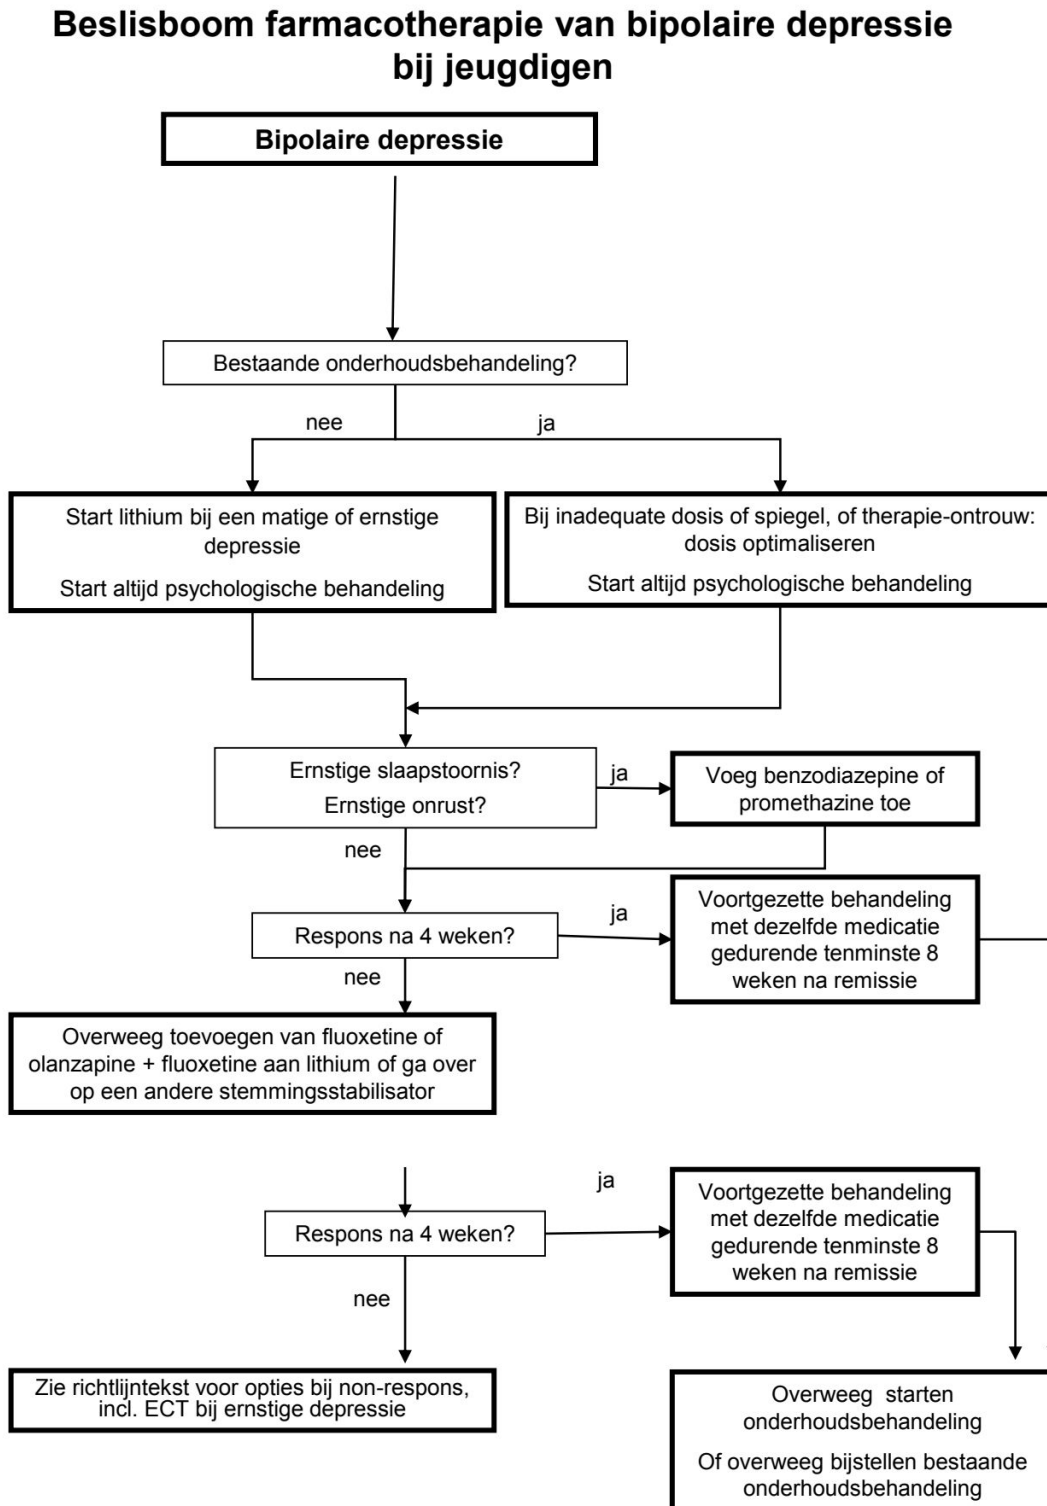 Beslisboom farmacotherapie van bipolaire depressie
bij jeugdigen
Bipolaire depressie
Bestaande onderhoudsbehandeling?
nee
ja
Start lithium bij een matige of ernstige
depressie
Start altijd psychologische behandeling
Bij inadequate dosis of spiegel, of therapie-ontrouw:
dosis optimaliseren
Start altijd psychologische behandeling
Ernstige slaapstoornis?
Ernstige onrust?
ja
Voeg benzodiazepine of
promethazine toe
nee
Respons na 4 weken?
ja
Voortgezette behandeling
met dezelfde medicatie
gedurende tenminste 8
weken na remissie
nee
Overweeg toevoegen van fluoxetine of
olanzapine + fluoxetine aan lithium of ga over
op een andere stemmingsstabilisator
Respons na 4 weken?
ja
Voortgezette behandeling
met dezelfde medicatie
gedurende tenminste 8
weken na remissie
nee
Zie richtlijntekst voor opties bij non-respons,
incl. ECT bij ernstige depressie
Overweeg starten
onderhoudsbehandeling
Of overweeg bijstellen bestaande
onderhoudsbehandeling